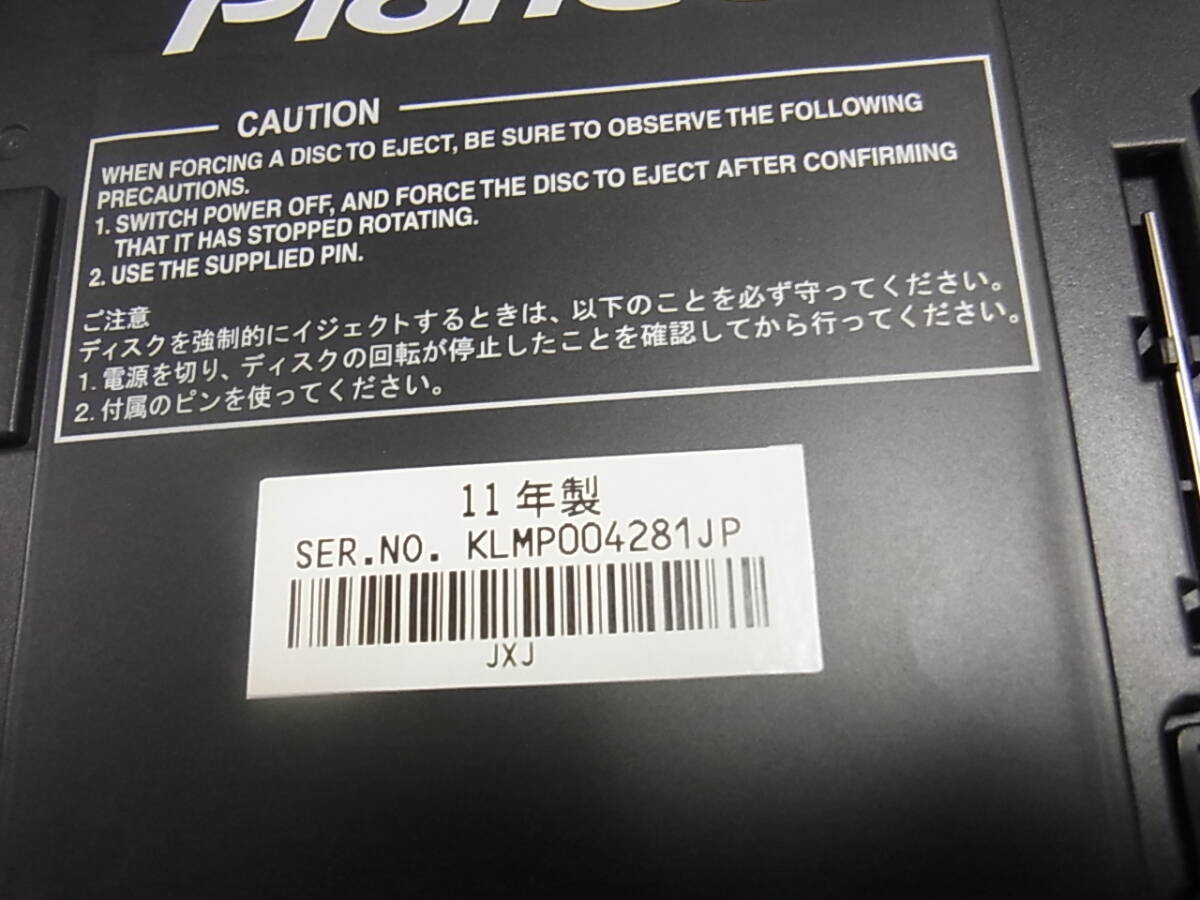 CAUTION
WHEN FORCING A DISC TO EJECT, BE SURE TO OBSERVE THE FOLLOWING
PRECAUTIONS.
1. SWITCH POWER OFF, AND FORCE THE DISC TO EJECT AFTER CONFIRMING
THAT IT HAS STOPPED ROTATING.
2. USE THE SUPPLIED PIN.
ご注意
ディスクを強制的にイジェクトするときは、以下のことを必ず守ってください。
1. 電源を切り、ディスクの回転が停止したことを確認してから行ってください。
2. 付属のピンを使ってください。
11年製
SER.NO. KLMP004281JP
JXJ